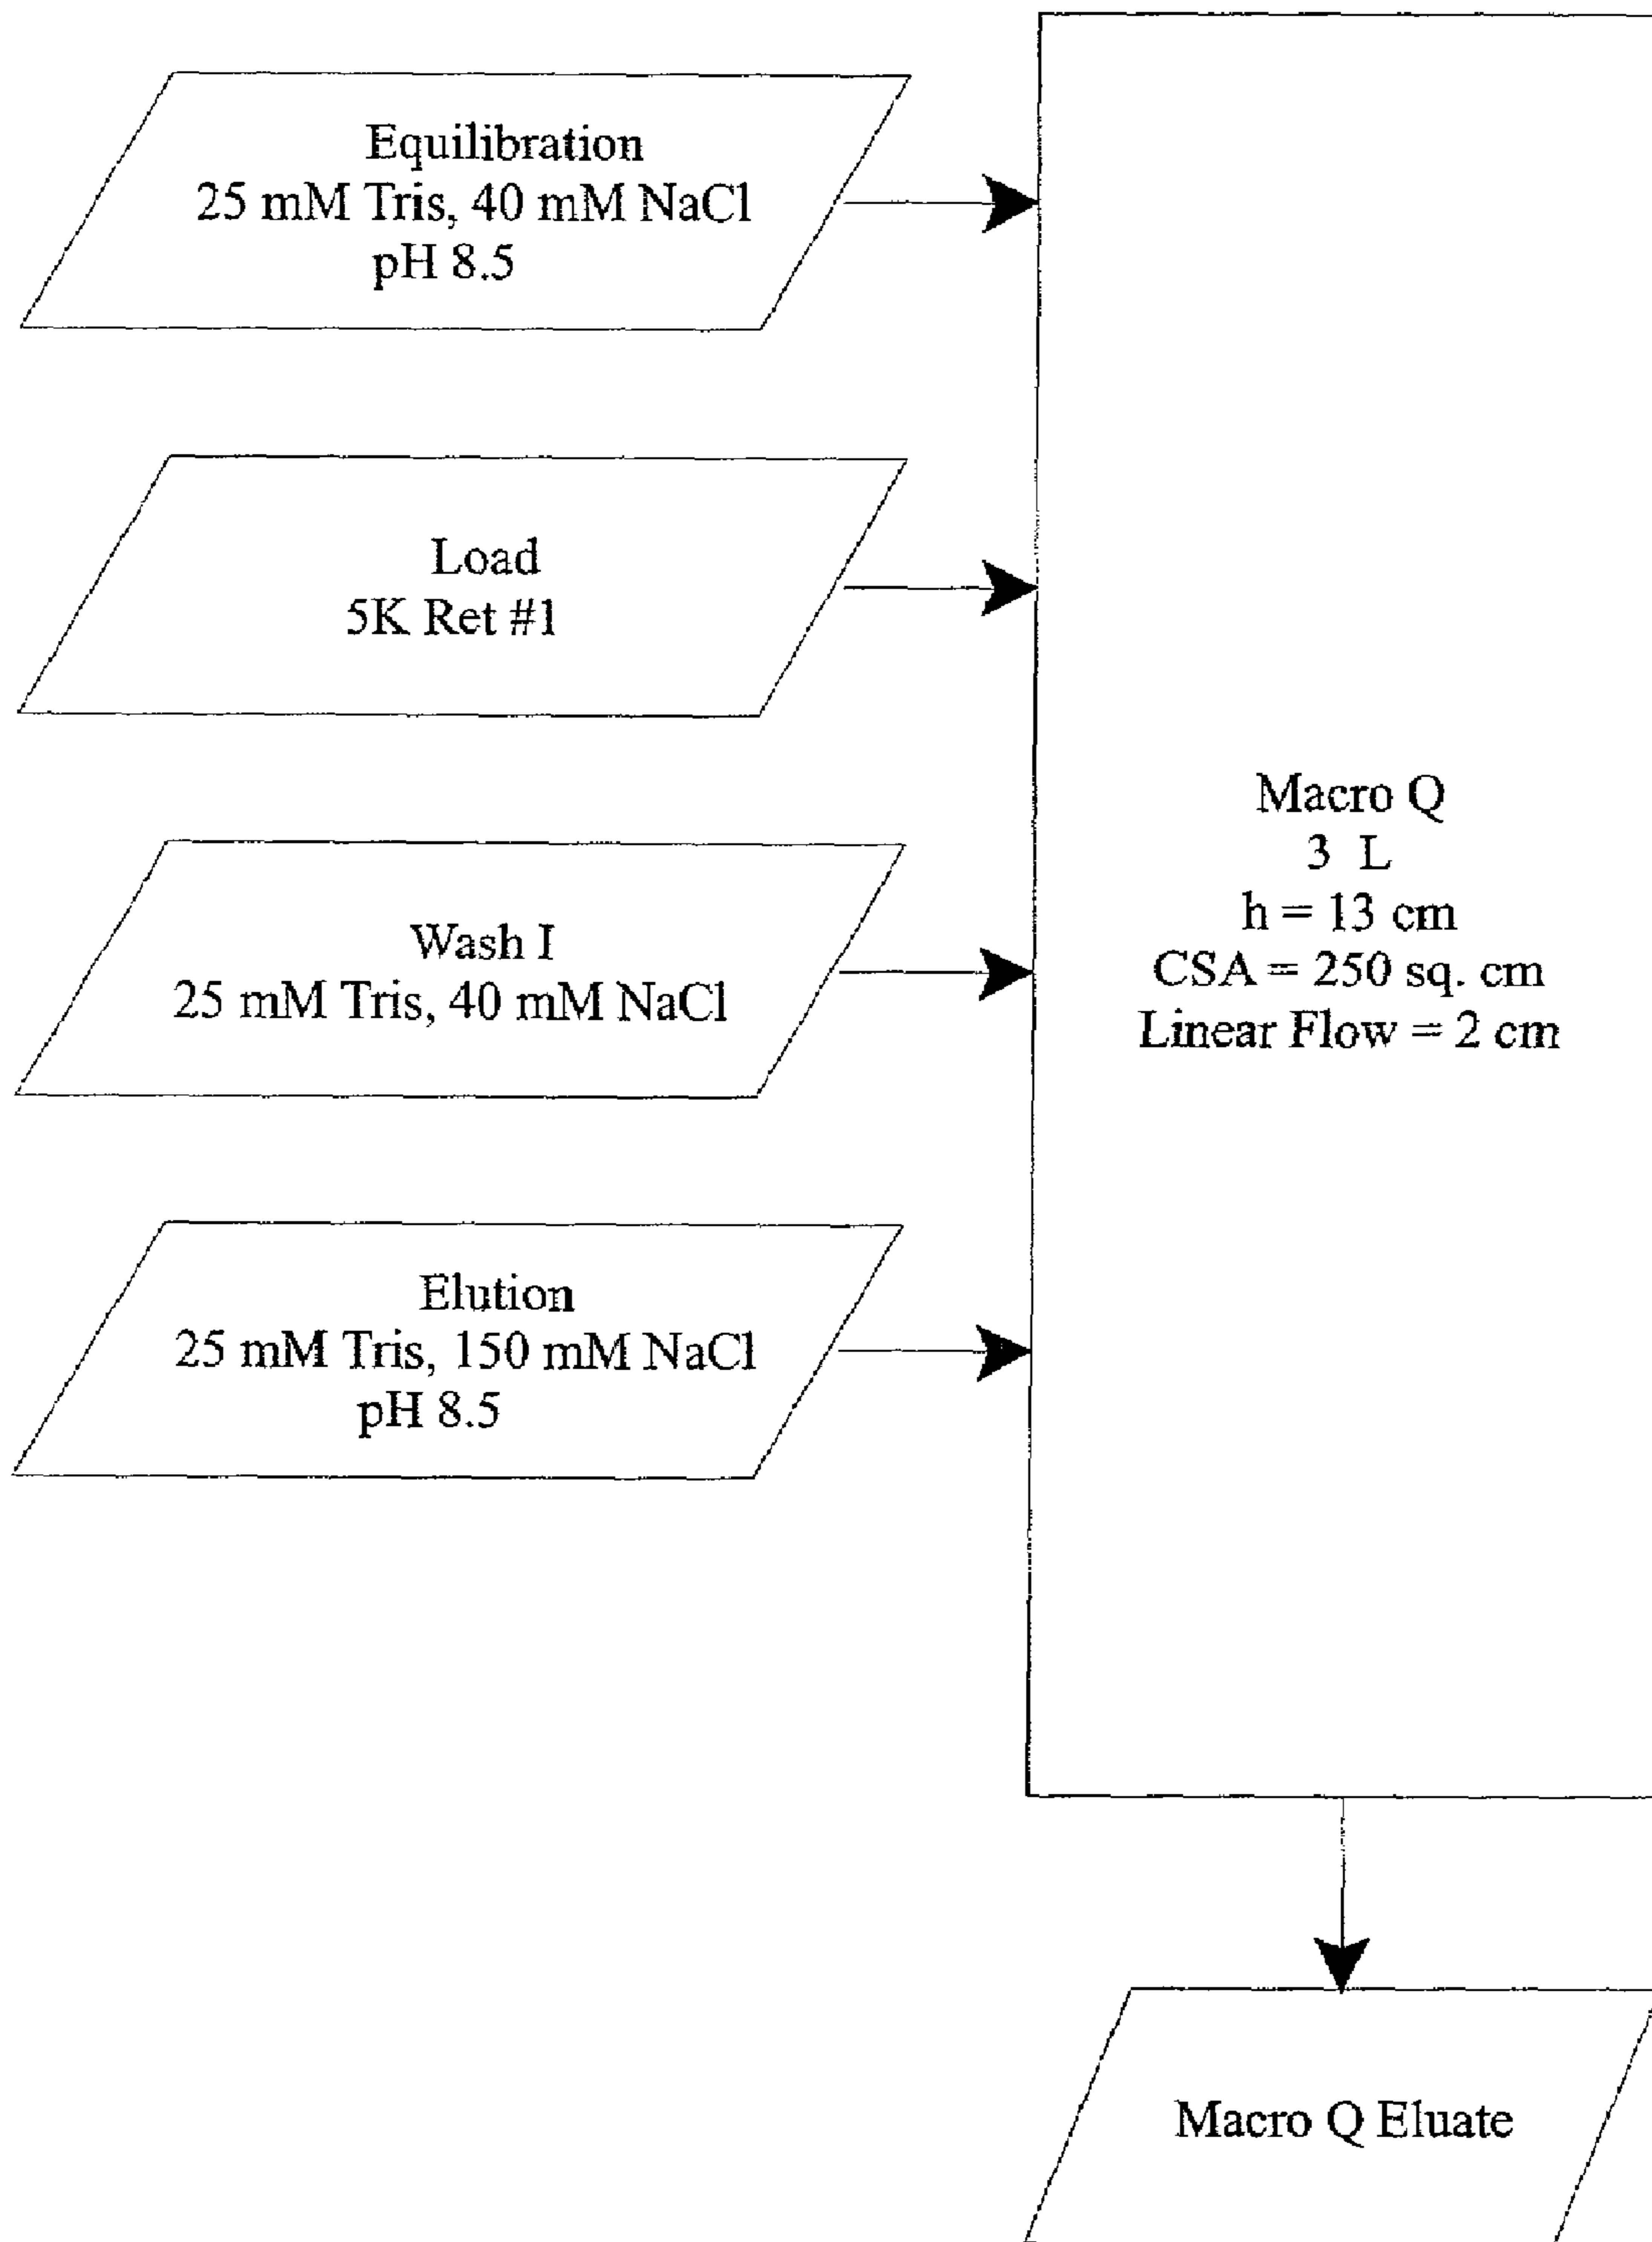 Equilibration
25 mM Tris, 40 mM NaCl
pH 8.5
Load
5K Ret #1
Wash I
25 mM Tris, 40 mM NaCl
Elution
25 mM Tris, 150 mM NaCl
pH 8.5
Macro Q
3 L
h = 13 cm
CSA = 250 sq. cm
Linear Flow = 2 cm
Macro Q Eluate